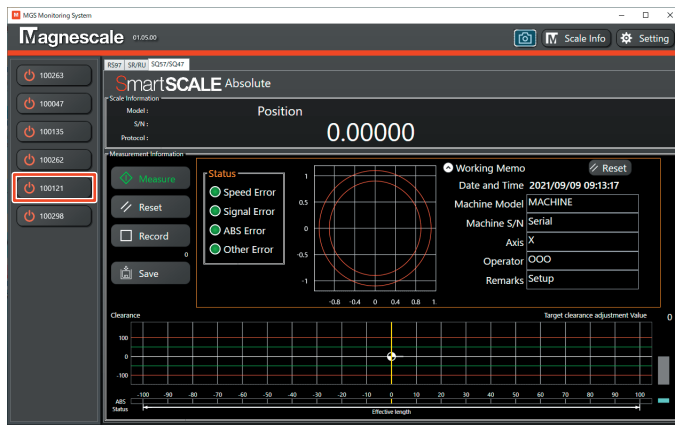 MGS Monitoring System
Magnescale 01.05.00
Scale Info
Setting
100263
100047
100135
100262
100121
100298
RS97 SR/RU SQ57/SQ47
SmartSCALE Absolute
Scale Information
Model :
S/N :
Protocol :
Position
0.00000
Measurement Information
Measure
Reset
Record
0
Save
Status
Speed Error
Signal Error
ABS Error
Other Error
1
0.5
0
-0.5
-1
-0.8 -0.4 0 0.4 0.8 1.
Working Memo
Reset
Date and Time 2021/09/09 09:13:17
Machine Model MACHINE
Machine S/N Serial
Axis X
Operator OOO
Remarks Setup
Clearance
Target clearance adjustment Value 0
100
0
-100
-100 -90 -80 -70 -60 -50 -40 -30 -20 -10 0 10 20 30 40 50 60 70 80 90 100
ABS
Status
Effective length